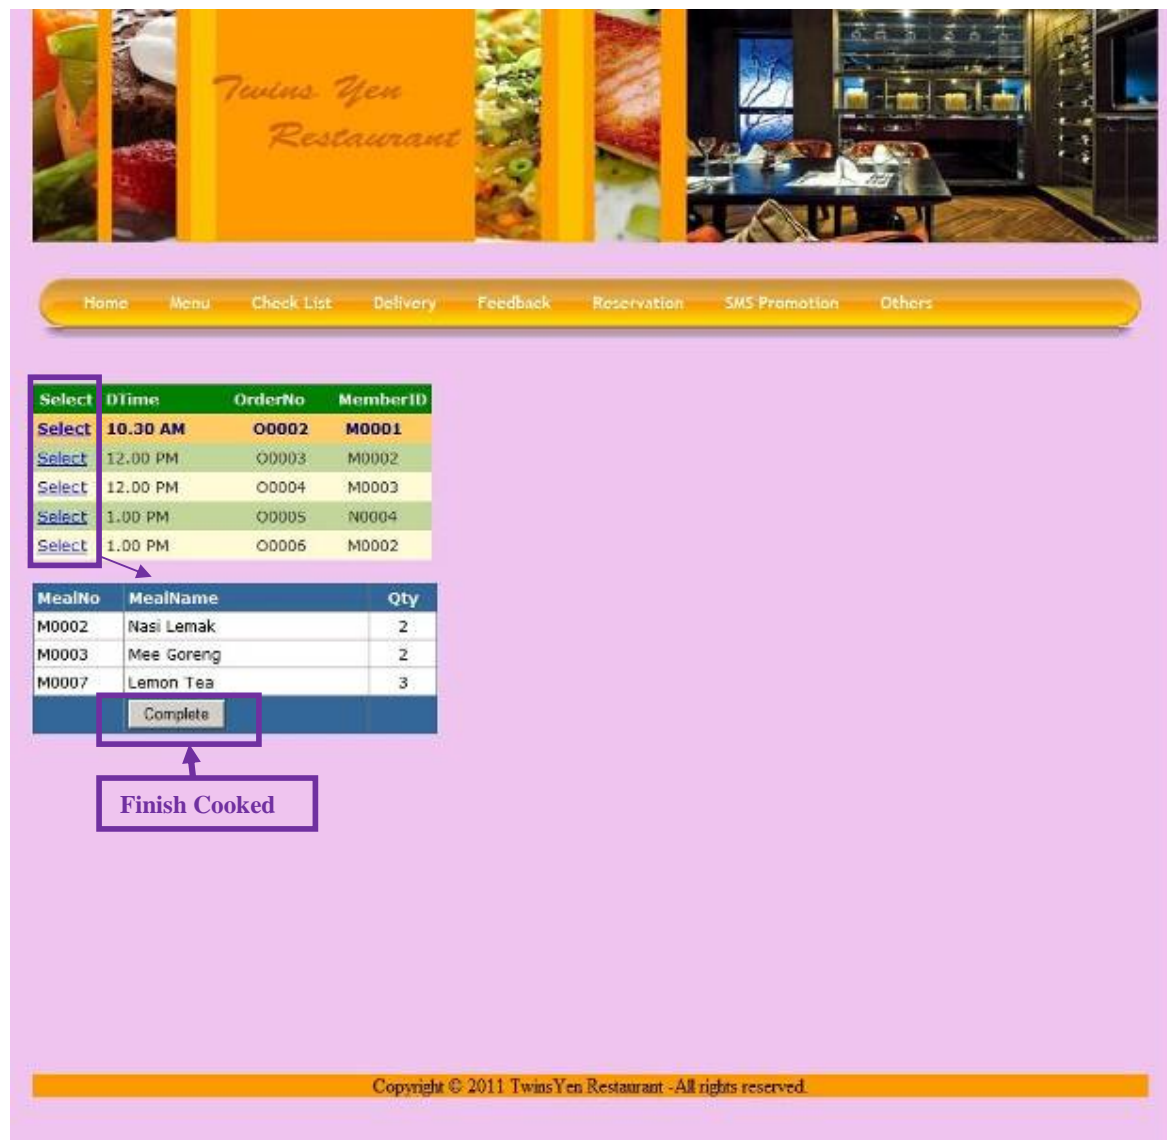 Twins Yen
Restaurant
Home Menu Check List Delivery Feedback Reservation SMS Promotion Others
Select DTime OrderNo MemberID
Select 10.30 AM O0002 M0001
Select 12.00 PM O0003 M0002
Select 12.00 PM O0004 M0003
Select 1.00 PM O0005 N0004
Select 1.00 PM O0006 M0002
MealNo MealName Qty
M0002 Nasi Lemak 2
M0003 Mee Goreng 2
M0007 Lemon Tea 3
Complete
Finish Cooked
Copyright © 2011 TwinsYen Restaurant - All rights reserved.